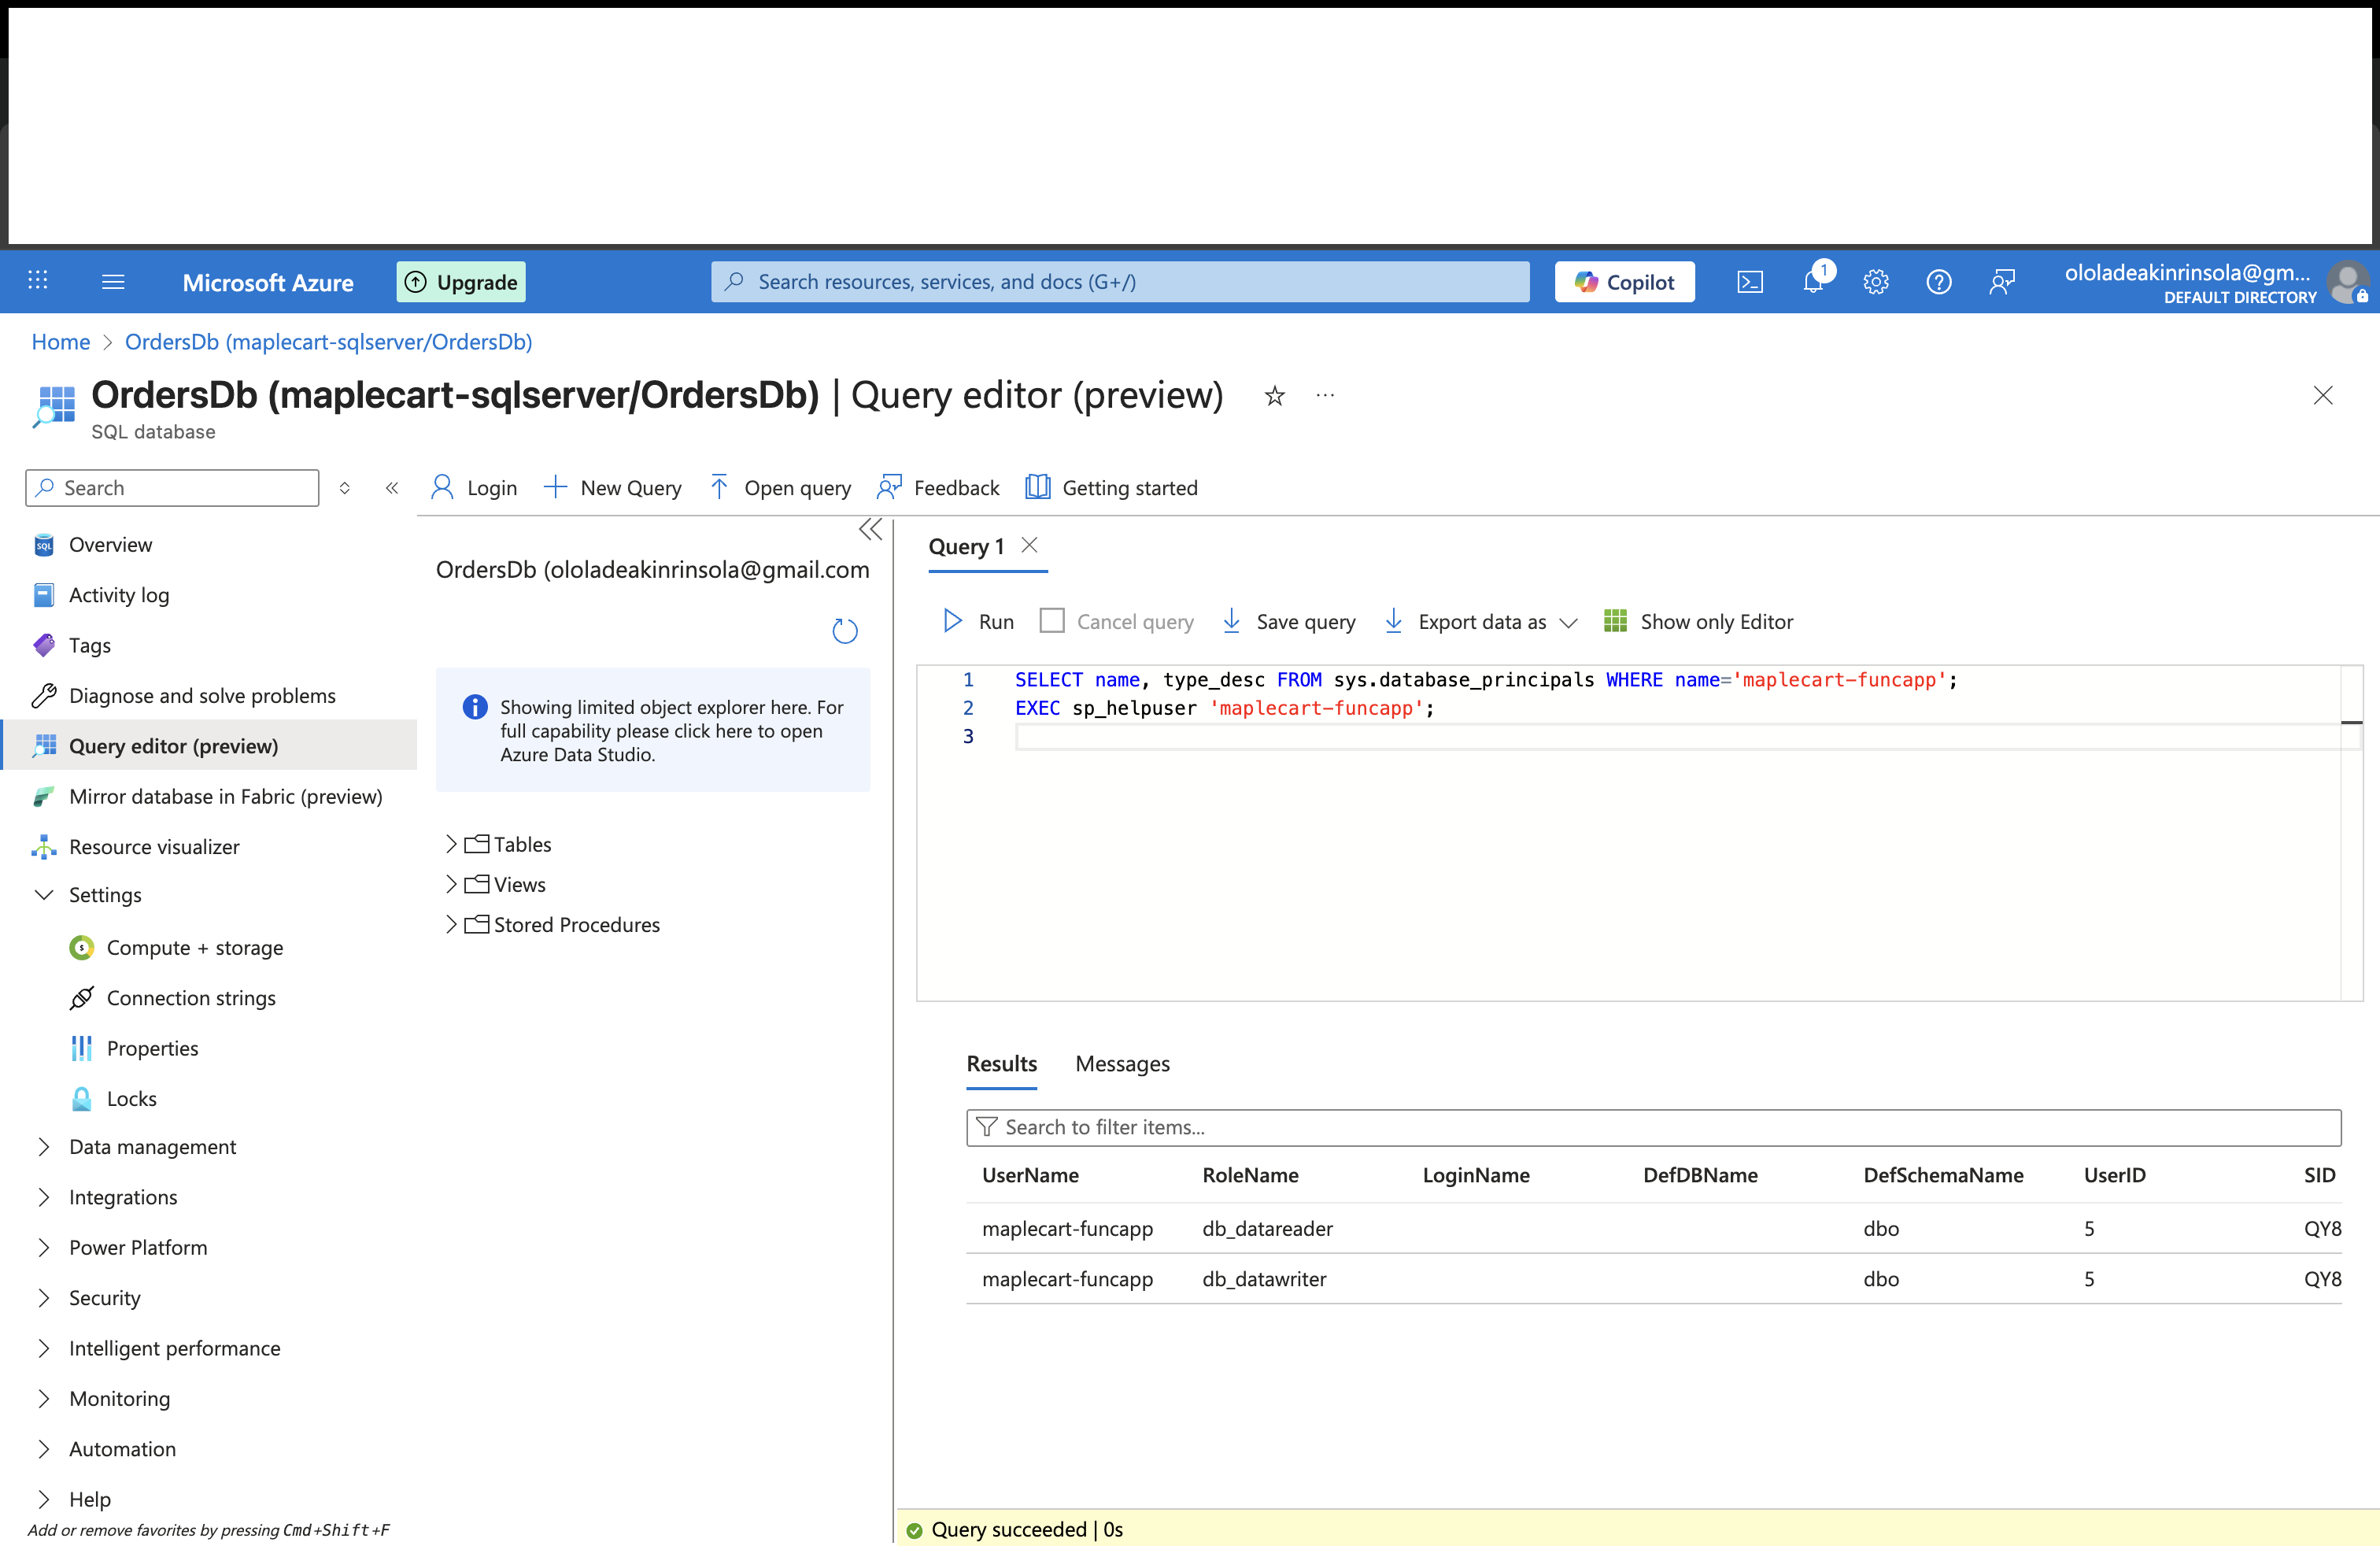 Microsoft Azure
Upgrade
Search resources, services, and docs (G+/)
Copilot
1
ololadeakinrinsola@gm...
DEFAULT DIRECTORY
Home > OrdersDb (maplecart-sqlserver/OrdersDb)
OrdersDb (maplecart-sqlserver/OrdersDb) | Query editor (preview)
...
SQL database
Search
Overview
Activity log
Tags
Diagnose and solve problems
Query editor (preview)
Mirror database in Fabric (preview)
Resource visualizer
Settings
Compute + storage
Connection strings
Properties
Locks
Data management
Integrations
Power Platform
Security
Intelligent performance
Monitoring
Automation
Help
Add or remove favorites by pressing Cmd+Shift+F
Login
New Query
Open query
Feedback
Getting started
OrdersDb (ololadeakinrinsola@gmail.com
Showing limited object explorer here. For
full capability please click here to open
Azure Data Studio.
Tables
Views
Stored Procedures
Query 1
Run
Cancel query
Save query
Export data as
Show only Editor
1 SELECT name, type_desc FROM sys.database_principals WHERE name='maplecart-funcapp';
2 EXEC sp_helpuser 'maplecart-funcapp';
3
Results
Messages
Search to filter items...
UserName RoleName LoginName DefDBName DefSchemaName UserID SID
maplecart-funcapp db_datareader dbo 5 QY8
maplecart-funcapp db_datawriter dbo 5 QY8
Query succeeded | 0s